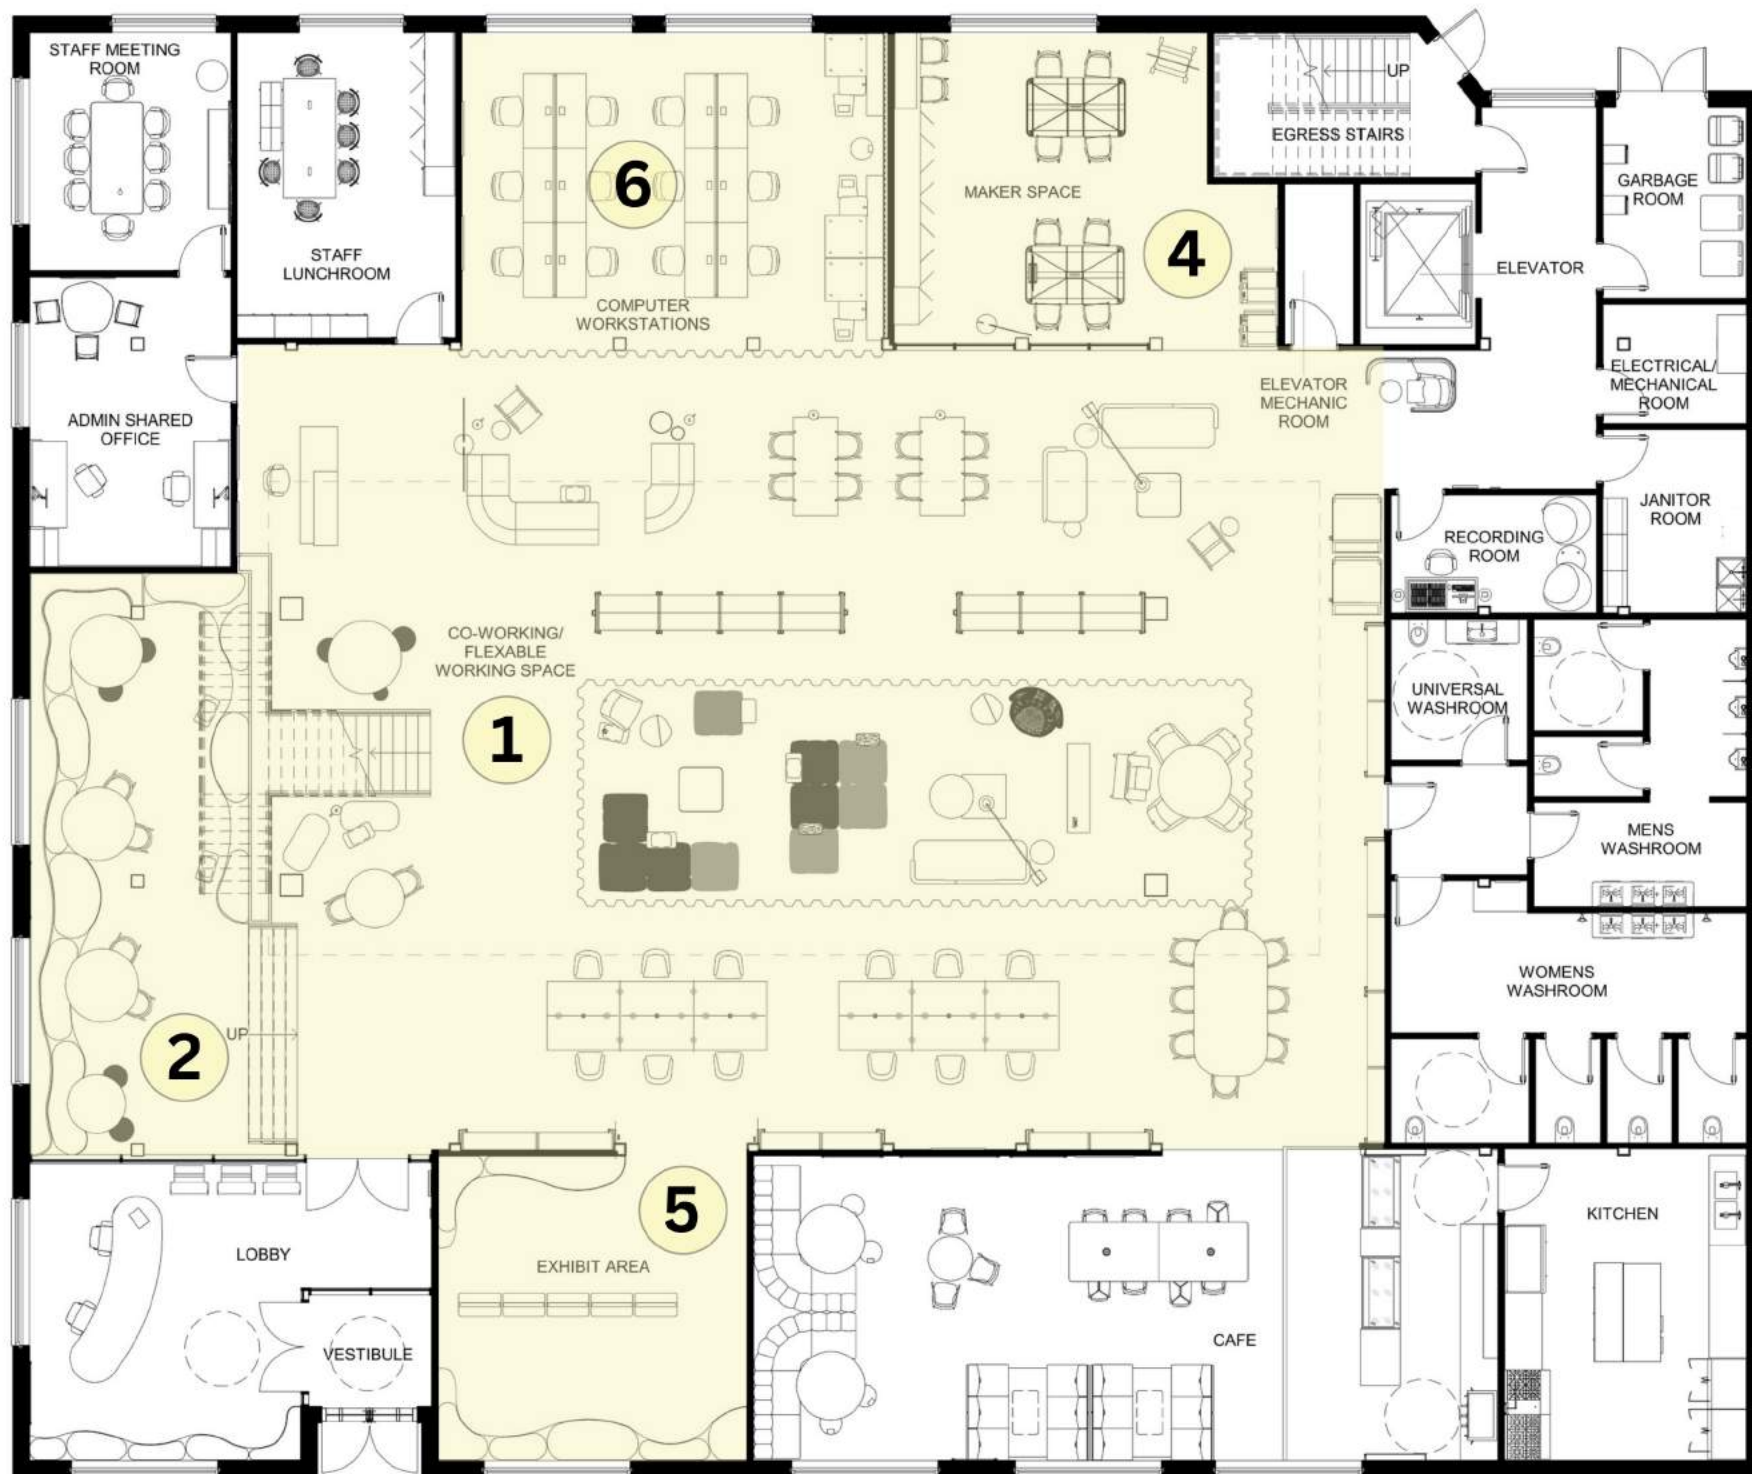 STAFF MEETING
ROOM
STAFF
LUNCHROOM
6
COMPUTER
WORKSTATIONS
MAKER SPACE
4
UP
EGRESS STAIRS
GARBAGE
ROOM
ELEVATOR
ELEVATOR
MECHANIC
ROOM
ELECTRICAL/
MECHANICAL
ROOM
ADMIN SHARED
OFFICE
JANITOR
ROOM
RECORDING
ROOM
CO-WORKING/
FLEXABLE
WORKING SPACE
1
UNIVERSAL
WASHROOM
MENS
WASHROOM
WOMENS
WASHROOM
2
UP
5
LOBBY
EXHIBIT AREA
VESTIBULE
CAFE
KITCHEN